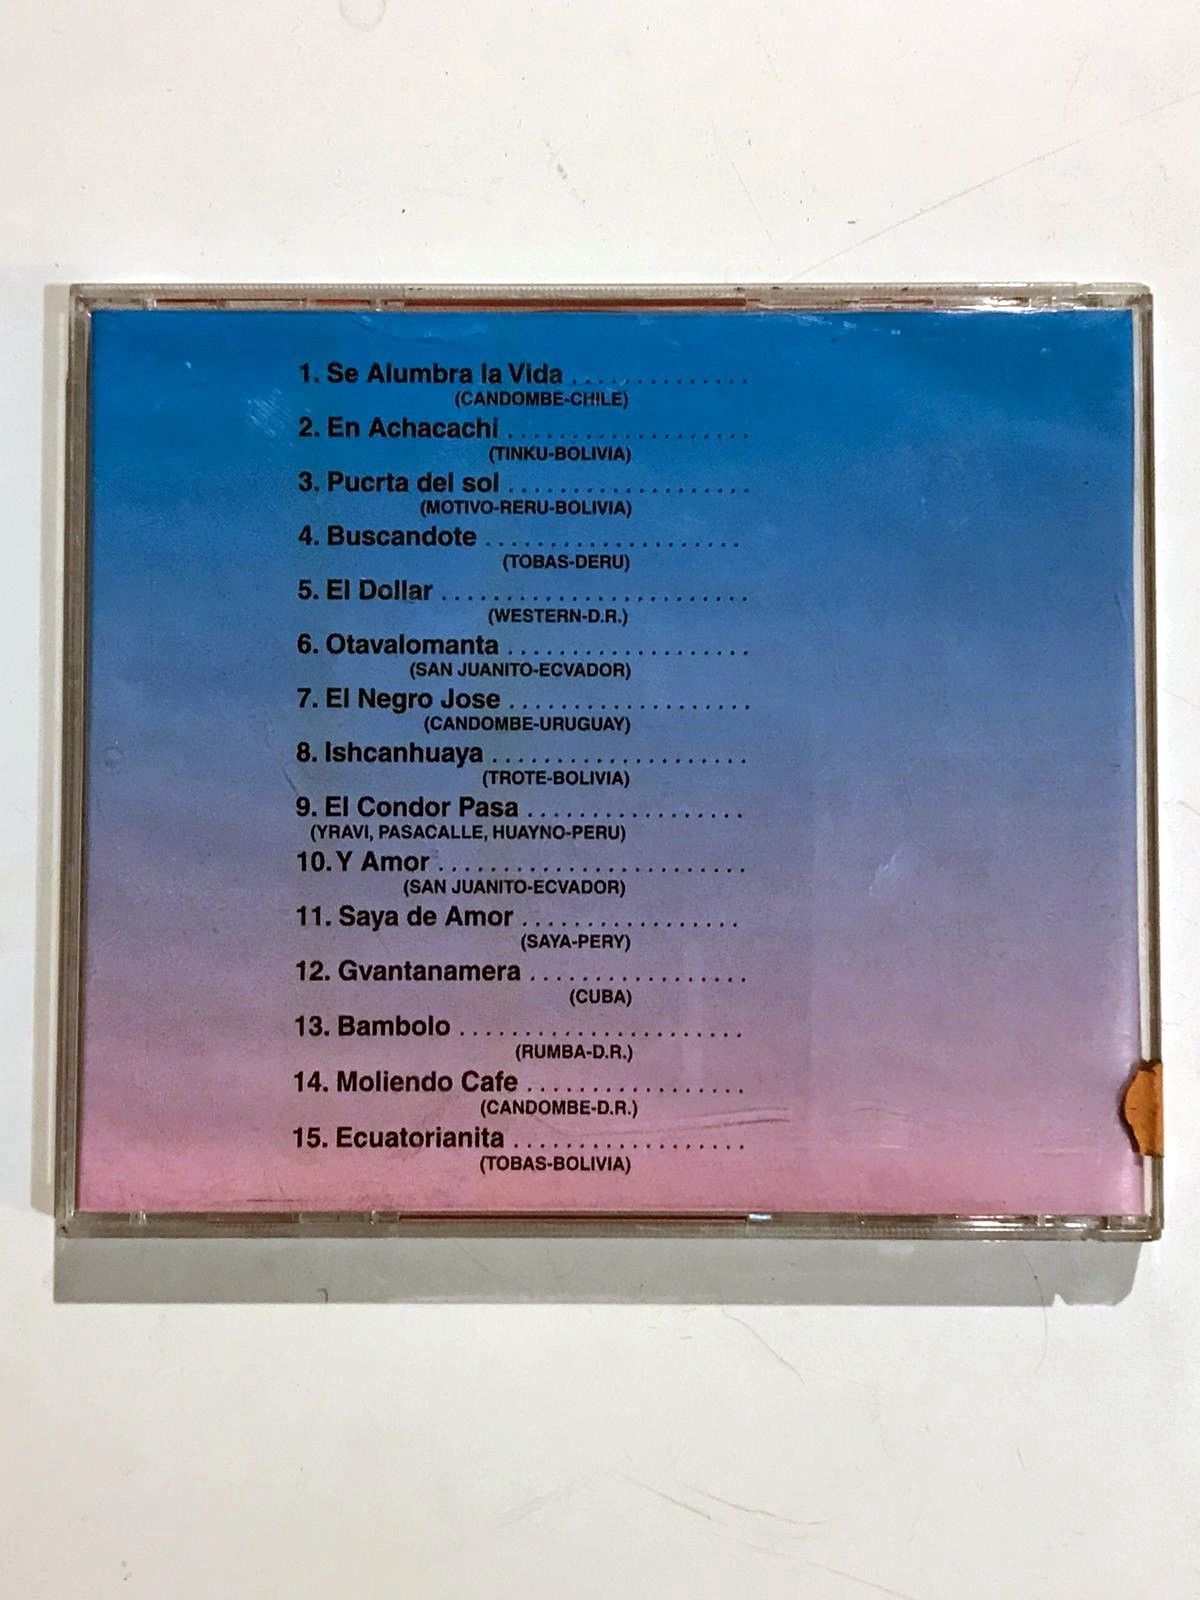 1. Se Alumbra la Vida ..............
(CANDOMBE-CHILE)
2. En Achacachi ...................
(TINKU-BOLIVIA)
3. Pucrta del sol ...................
(MOTIVO-RERU-BOLIVIA)
4. Buscandote ....................
(TOBAS-DERU)
5. El Dollar ........................
(WESTERN-D.R.)
6. Otavalomanta ...................
(SAN JUANITO-ECVADOR)
7. El Negro Jose ...................
(CANDOMBE-URUGUAY)
8. Ishcanhuaya ....................
(TROTE-BOLIVIA)
9. El Condor Pasa .................
(YRAVI, PASACALLE, HUAYNO-PERU)
10. Y Amor ........................
(SAN JUANITO-ECVADOR)
11. Saya de Amor .................
(SAYA-PERY)
12. Gvantanamera .................
(CUBA)
13. Bambolo ......................
(RUMBA-D.R.)
14. Moliendo Cafe .................
(CANDOMBE-D.R.)
15. Ecuatorianita ..................
(TOBAS-BOLIVIA)